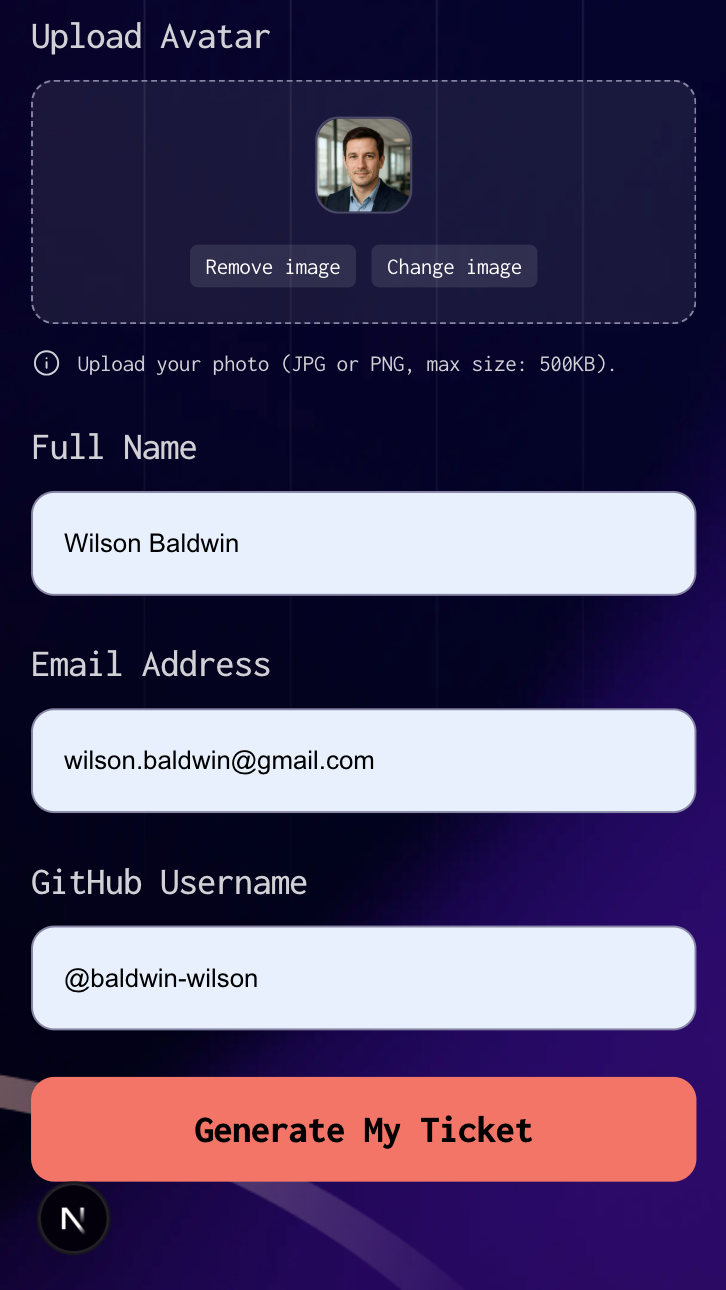 Upload Avatar
Remove image Change image
Upload your photo (JPG or PNG, max size: 500KB).
Full Name
Wilson Baldwin
Email Address
wilson.baldwin@gmail.com
GitHub Username
@baldwin-wilson
Generate My Ticket
N